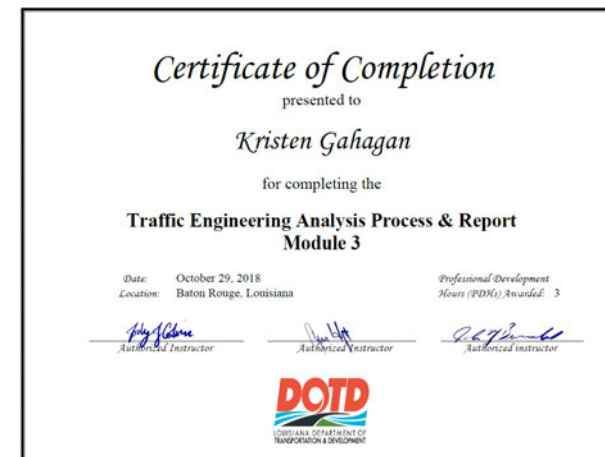 Certificate of Completion
presented to
Kristen Gahagan
for completing the
Traffic Engineering Analysis Process & Report
Module 3
Date: October 29, 2018
Location: Baton Rouge, Louisiana
Professional Development
Hours (PDHs) Awarded: 3
Authorized Instructor
Authorized Instructor
Authorized instructor
DOTD
LOUISIANA DEPARTMENT OF
TRANSPORTATION & DEVELOPMENT